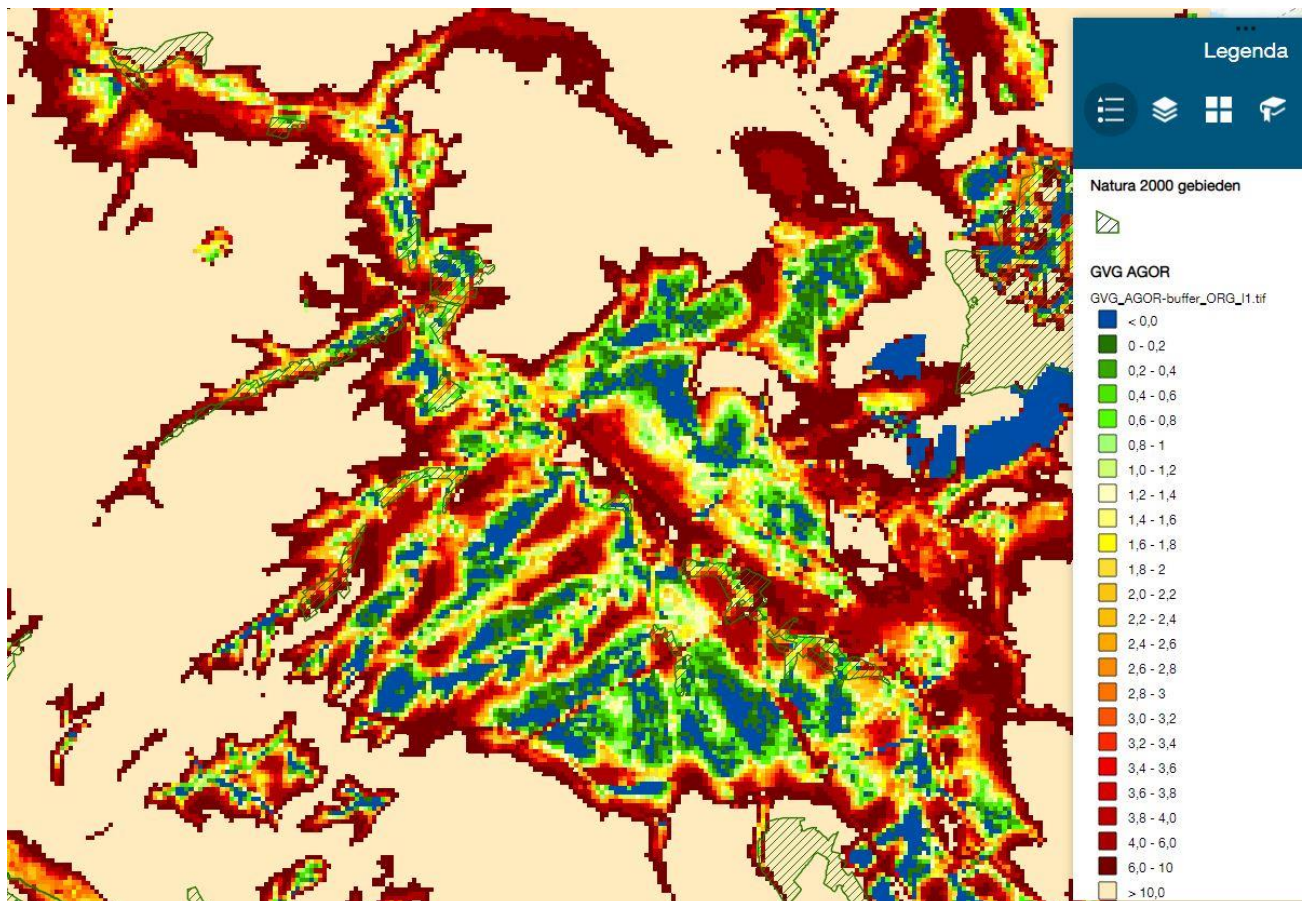 Legenda
Natura 2000 gebieden
GVG AGOR
GVG_AGOR-buffer_ORG_l1.tif
< 0,0
0 - 0,2
0,2 - 0,4
0,4 - 0,6
0,6 - 0,8
0,8 - 1
1,0 - 1,2
1,2 - 1,4
1,4 - 1,6
1,6 - 1,8
1,8 - 2
2,0 - 2,2
2,2 - 2,4
2,4 - 2,6
2,6 - 2,8
2,8 - 3
3,0 - 3,2
3,2 - 3,4
3,4 - 3,6
3,6 - 3,8
3,8 - 4,0
4,0 - 6,0
6,0 - 10
> 10,0